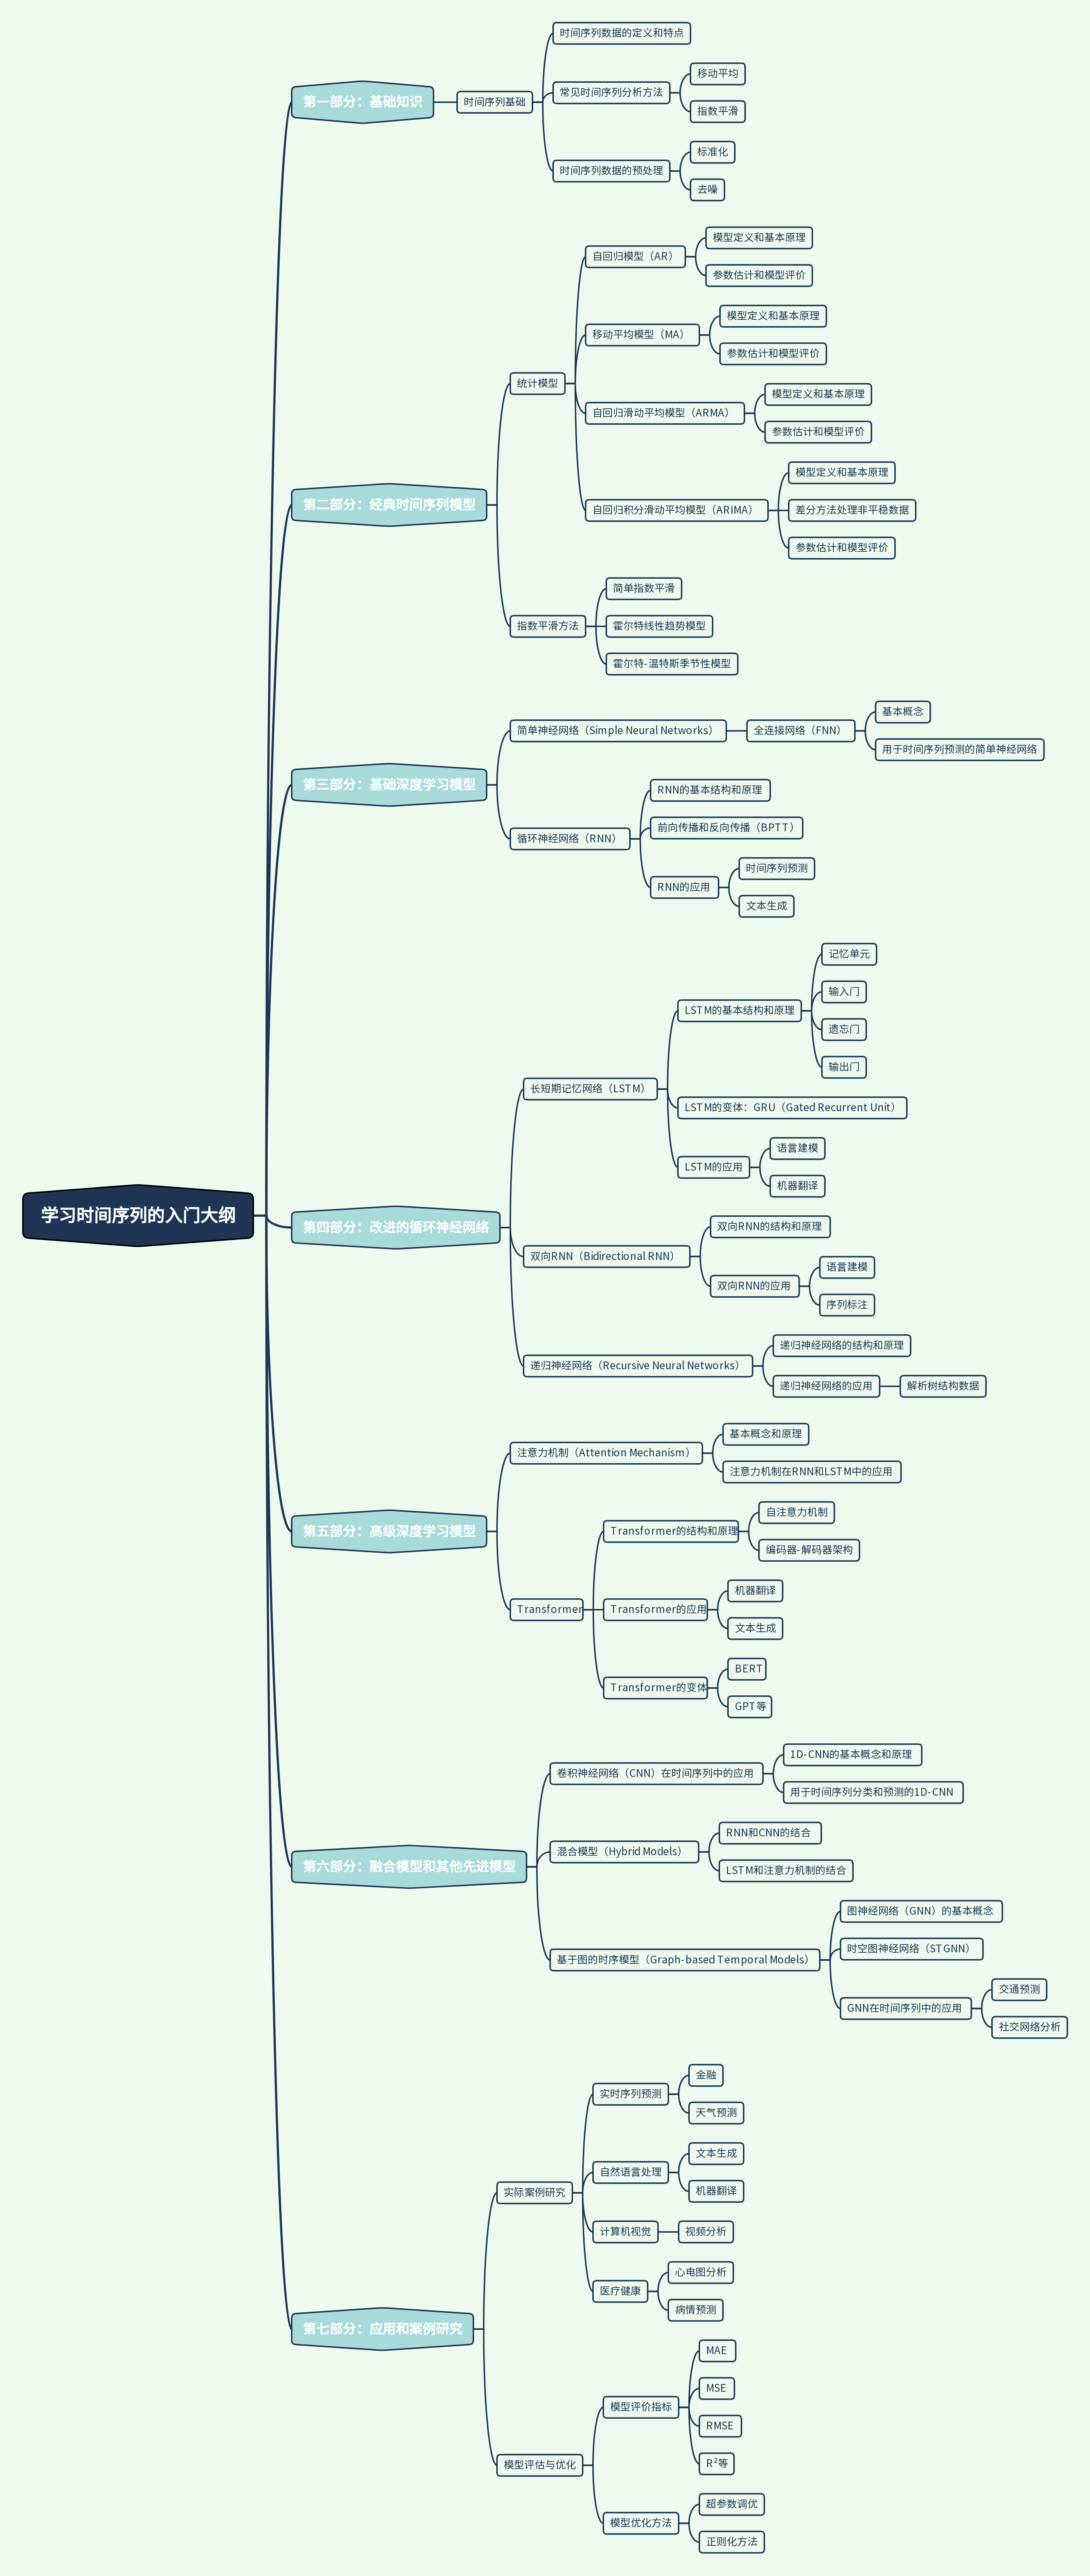 学习时间序列的入门大纲
第一部分：基础知识
时间序列基础
时间序列数据的定义和特点
常见时间序列分析方法
移动平均
指数平滑
时间序列数据的预处理
标准化
去噪
第二部分：经典时间序列模型
统计模型
自回归模型（AR）
模型定义和基本原理
参数估计和模型评价
移动平均模型（MA）
模型定义和基本原理
参数估计和模型评价
自回归滑动平均模型（ARMA）
模型定义和基本原理
参数估计和模型评价
自回归积分滑动平均模型（ARIMA）
模型定义和基本原理
差分方法处理非平稳数据
参数估计和模型评价
指数平滑方法
简单指数平滑
霍尔特线性趋势模型
霍尔特-温特斯季节性模型
第三部分：基础深度学习模型
简单神经网络（Simple Neural Networks）
全连接网络（FNN）
基本概念
用于时间序列预测的简单神经网络
循环神经网络（RNN）
RNN的基本结构和原理
前向传播和反向传播（BPTT）
RNN的应用
时间序列预测
文本生成
第四部分：改进的循环神经网络
长短期记忆网络（LSTM）
LSTM的基本结构和原理
记忆单元
输入门
遗忘门
输出门
LSTM的变体：GRU（Gated Recurrent Unit）
LSTM的应用
语言建模
机器翻译
双向RNN（Bidirectional RNN）
双向RNN的结构和原理
双向RNN的应用
语言建模
序列标注
递归神经网络（Recursive Neural Networks）
递归神经网络的结构和原理
递归神经网络的应用
解析树结构数据
第五部分：高级深度学习模型
注意力机制（Attention Mechanism）
基本概念和原理
注意力机制在RNN和LSTM中的应用
Transformer
Transformer的结构和原理
自注意力机制
编码器-解码器架构
Transformer的应用
机器翻译
文本生成
Transformer的变体
BERT
GPT等
第六部分：融合模型和其他先进模型
卷积神经网络（CNN）在时间序列中的应用
1D-CNN的基本概念和原理
用于时间序列分类和预测的1D-CNN
混合模型（Hybrid Models）
RNN和CNN的结合
LSTM和注意力机制的结合
基于图的时序模型（Graph-based Temporal Models）
图神经网络（GNN）的基本概念
时空图神经网络（STGNN）
GNN在时间序列中的应用
交通预测
社交网络分析
第七部分：应用和案例研究
实际案例研究
实时序列预测
金融
天气预测
自然语言处理
文本生成
机器翻译
计算机视觉
视频分析
医疗健康
心电图分析
病情预测
模型评估与优化
模型评价指标
MAE
MSE
RMSE
R²等
模型优化方法
超参数调优
正则化方法